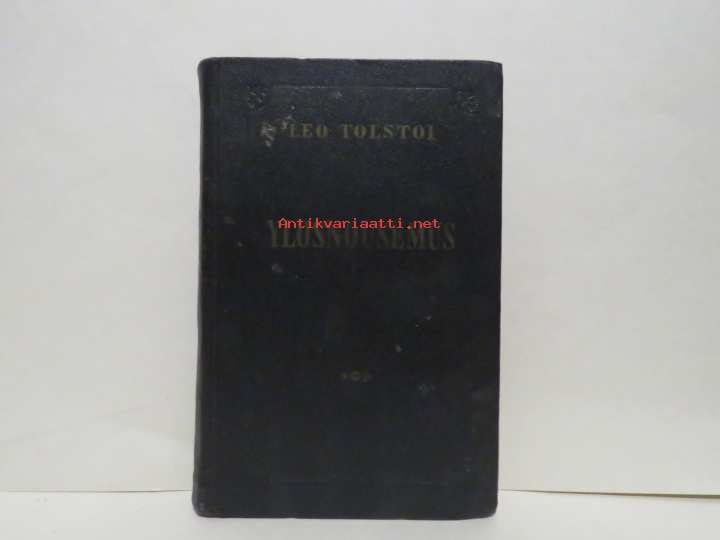 LEO TOLSTOI
Antikvariaatti.net
YLÖSNOUSEMUS